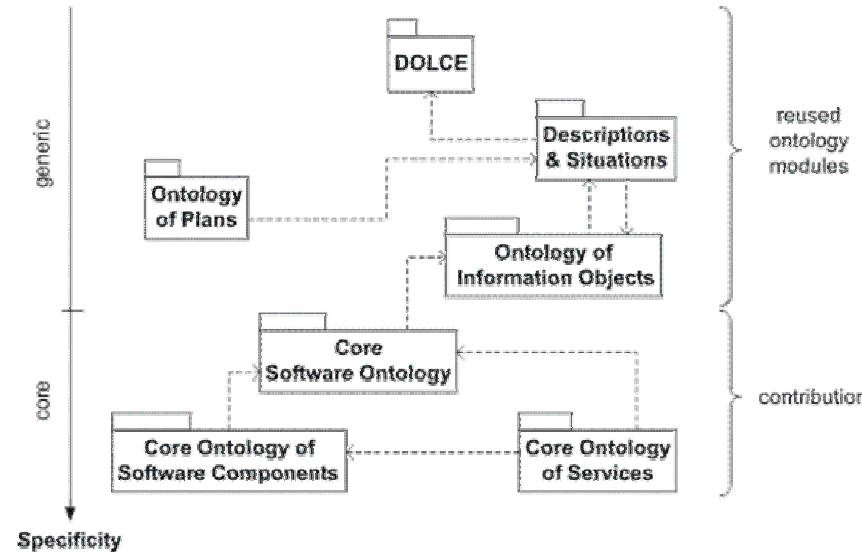 DOLCE
Descriptions
& Situations
reused
ontology
modules
generic
Ontology
of Plans
Ontology of
Information Objects
Core
Software Ontology
core
contribution
Core Ontology of
Software Components
Core Ontology
of Services
Specificity